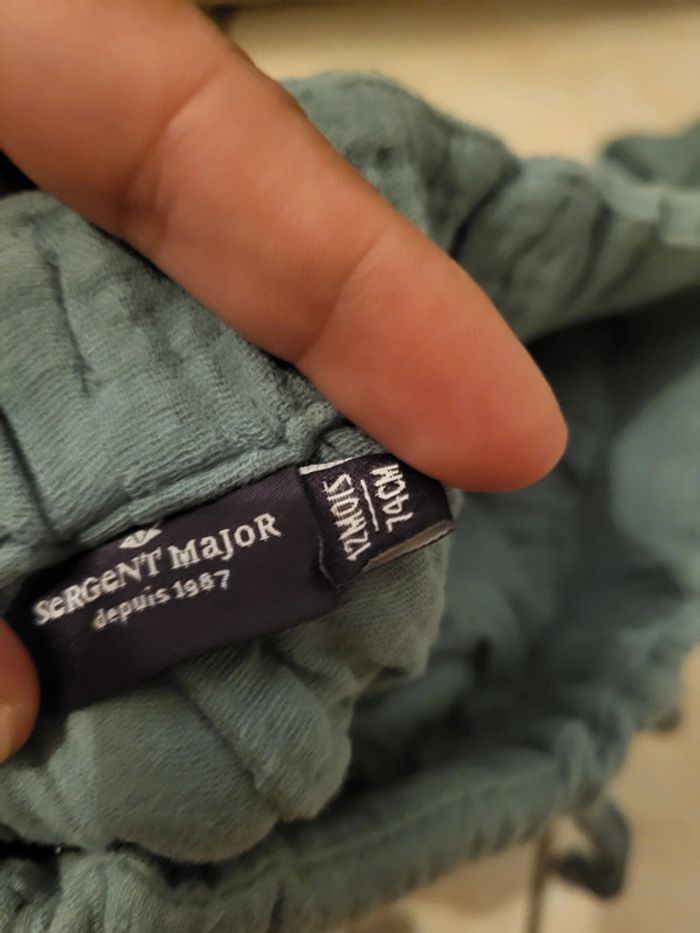 SeRGeNT MaJoR
depuis 1987
12MOIS
74CM